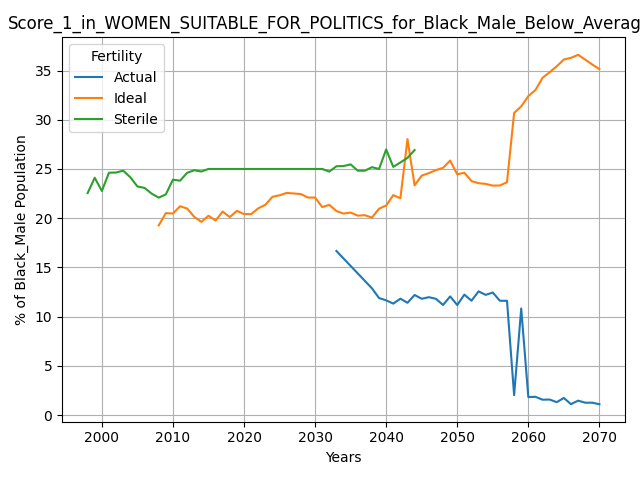 Score_1_in_WOMEN_SUITABLE_FOR_POLITICS_for_Black_Male_Below_Averag
Fertility
Actual
Ideal
Sterile
% of Black_Male Population
35
30
25
20
15
10
5
0
2000 2010 2020 2030 2040 2050 2060 2070
Years